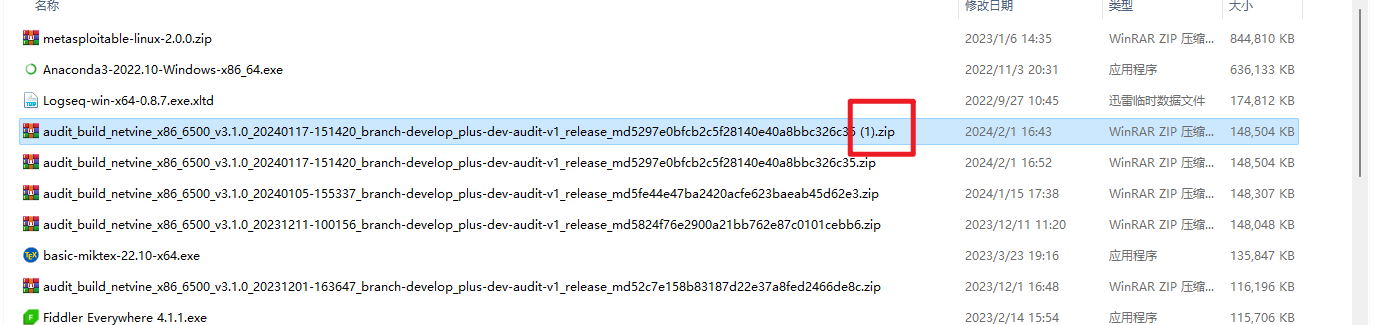 名称 修改日期 类型 大小
metasploitable-linux-2.0.0.zip 2023/1/6 14:35 WinRAR ZIP 压缩... 844,810 KB
Anaconda3-2022.10-Windows-x86_64.exe 2022/11/3 20:31 应用程序 636,133 KB
Logseq-win-x64-0.8.7.exe.xltd 2022/9/27 10:45 迅雷临时数据文件 174,812 KB
audit_build_netvine_x86_6500_v3.1.0_20240117-151420_branch-develop_plus-dev-audit-v1_release_md5297e0bfcb2c5f28140e40a8bbc326c35 (1).zip 2024/2/1 16:43 WinRAR ZIP 压缩... 148,504 KB
audit_build_netvine_x86_6500_v3.1.0_20240117-151420_branch-develop_plus-dev-audit-v1_release_md5297e0bfcb2c5f28140e40a8bbc326c35.zip 2024/2/1 16:52 WinRAR ZIP 压缩... 148,504 KB
audit_build_netvine_x86_6500_v3.1.0_20240105-155337_branch-develop_plus-dev-audit-v1_release_md5fe44e47ba2420acfe623baeab45d62e3.zip 2024/1/15 17:38 WinRAR ZIP 压缩... 148,307 KB
audit_build_netvine_x86_6500_v3.1.0_20231211-100156_branch-develop_plus-dev-audit-v1_release_md5824f76e2900a21bb762e87c0101cebb6.zip 2023/12/11 11:20 WinRAR ZIP 压缩... 148,048 KB
basic-miktex-22.10-x64.exe 2023/3/23 19:16 应用程序 135,847 KB
audit_build_netvine_x86_6500_v3.1.0_20231201-163647_branch-develop_plus-dev-audit-v1_release_md52c7e158b83187d22e37a8fed2466de8c.zip 2023/12/1 16:48 WinRAR ZIP 压缩... 116,196 KB
Fiddler Everywhere 4.1.1.exe 2023/2/14 15:54 应用程序 115,706 KB